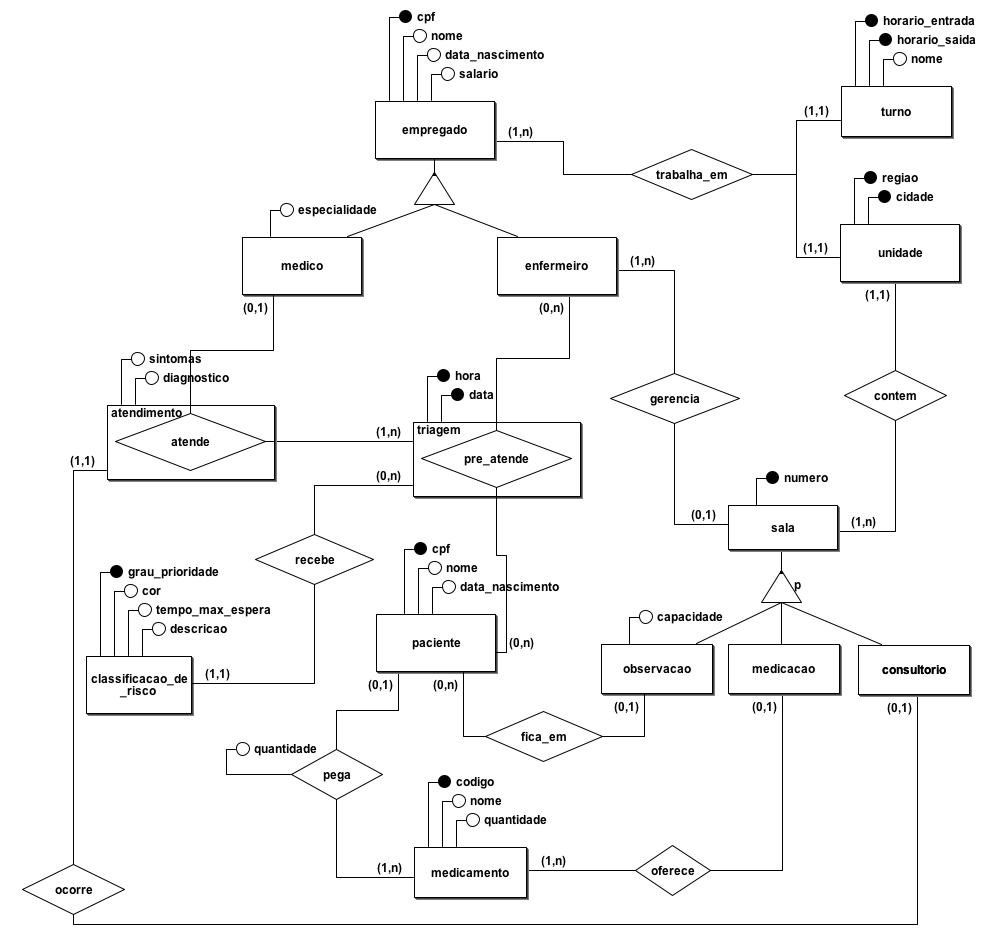 cpf
nome
data_nascimento
salario
empregado
(1,n)
trabalha_em
horario_entrada
horario_saida
nome
(1,1)
turno
regiao
cidade
(1,1)
unidade
(1,1)
especialidade
medico
(0,1)
enfermeiro
(1,n)
(0,n)
sintomas
diagnostico
atendimento
atende
(1,1)
(1,n)
hora
data
triagem
pre_atende
(0,n)
gerencia
contem
numero
(0,1)
sala
(1,n)
p
recebe
grau_prioridade
cor
tempo_max_espera
descricao
classificacao_de
_risco
(1,1)
cpf
nome
data_nascimento
paciente
(0,n)
(0,1)
(0,n)
capacidade
observacao
medicacao
consultorio
(0,1)
(0,1)
(0,1)
fica_em
quantidade
pega
codigo
nome
quantidade
(1,n)
medicamento
(1,n)
oferece
ocorre